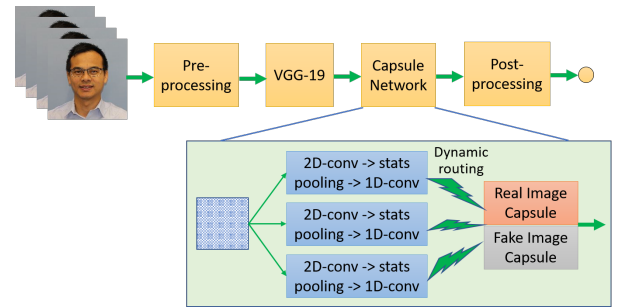 Pre-
processing
VGG-19
Capsule
Network
Post-
processing
2D-conv -> stats
pooling -> 1D-conv
2D-conv -> stats
pooling -> 1D-conv
2D-conv -> stats
pooling -> 1D-conv
Dynamic
routing
Real Image
Capsule
Fake Image
Capsule